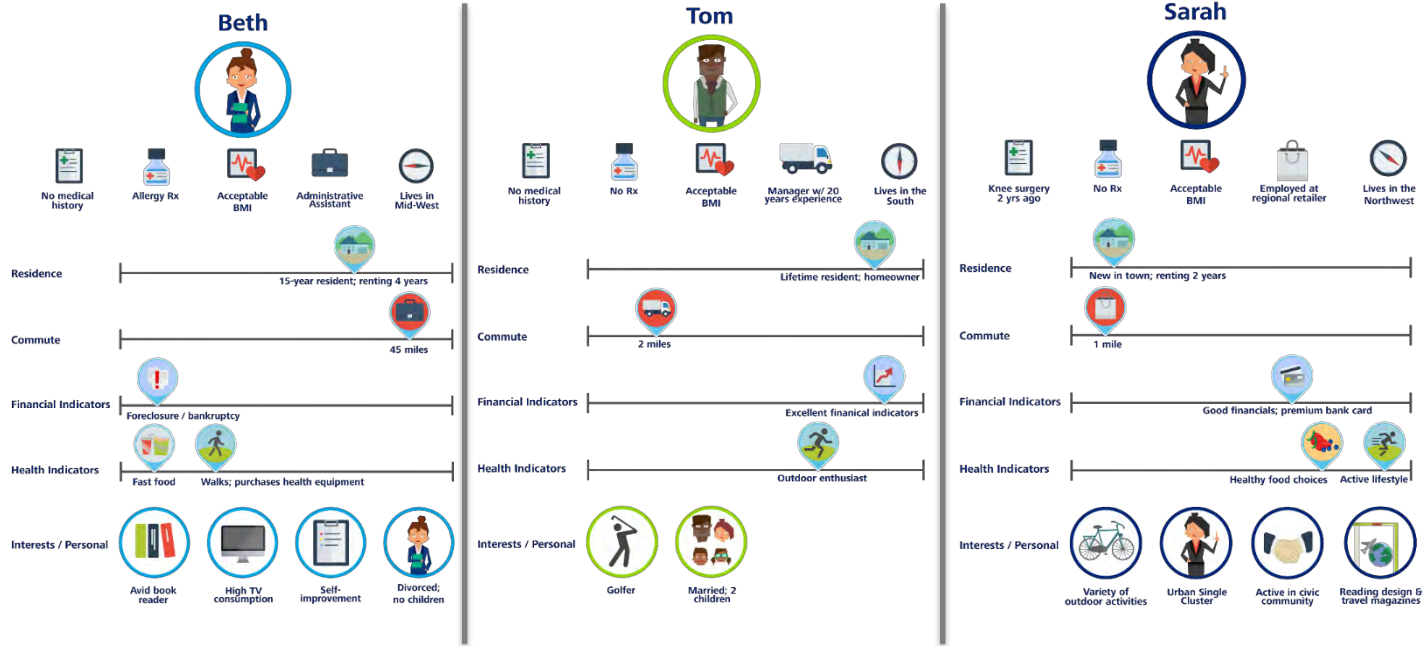 Beth
No medical
history
Allergy Rx
Acceptable
BMI
Administrative
Assistant
Lives in
Mid-West
Residence
15-year resident; renting 4 years
Commute
45 miles
Financial Indicators
Foreclosure / bankruptcy
Health Indicators
Fast food
Walks; purchases health equipment
Interests / Personal
Avid book
reader
High TV
consumption
Self-
improvement
Divorced;
no children
Tom
No medical
history
No Rx
Acceptable
BMI
Manager w/ 20
years experience
Lives in the
South
Residence
Lifetime resident; homeowner
Commute
2 miles
Financial Indicators
Excellent finanical indicators
Health Indicators
Outdoor enthusiast
Interests / Personal
Golfer
Married; 2
children
Sarah
Knee surgery
2 yrs ago
No Rx
Acceptable
BMI
Employed at
regional retailer
Lives in the
Northwest
Residence
New in town; renting 2 years
Commute
1 mile
Financial Indicators
Good financials; premium bank card
Health Indicators
Healthy food choices
Active lifestyle
Interests / Personal
Variety of
outdoor activities
Urban Single
Cluster
Active in civic
community
Reading design &
travel magazines